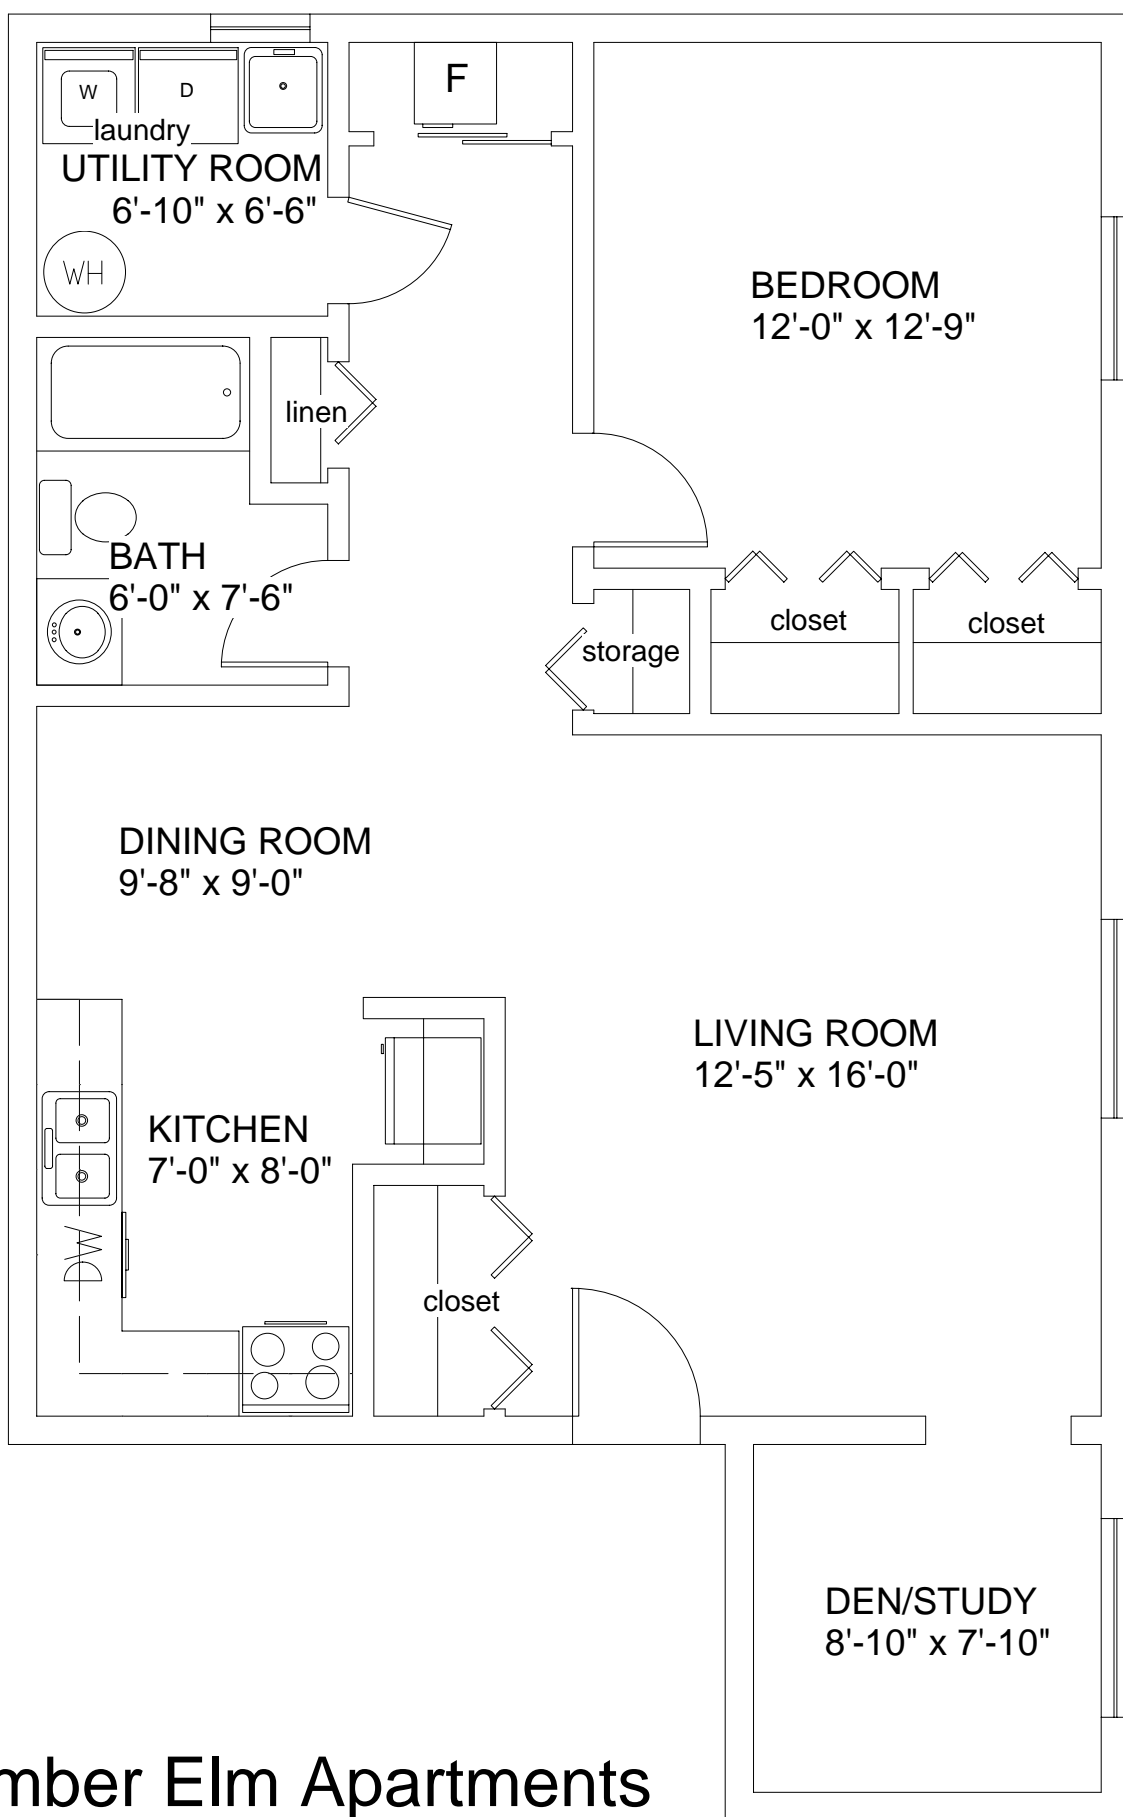 F
W
D
laundry
UTILITY ROOM
6'-10" x 6'-6"
WH
BEDROOM
12'-0" x 12'-9"
linen
BATH
6'-0" x 7'-6"
closet
closet
storage
DINING ROOM
9'-8" x 9'-0"
LIVING ROOM
12'-5" x 16'-0"
KITCHEN
7'-0" x 8'-0"
DW
closet
DEN/STUDY
8'-10" x 7'-10"
mber Elm Apartments